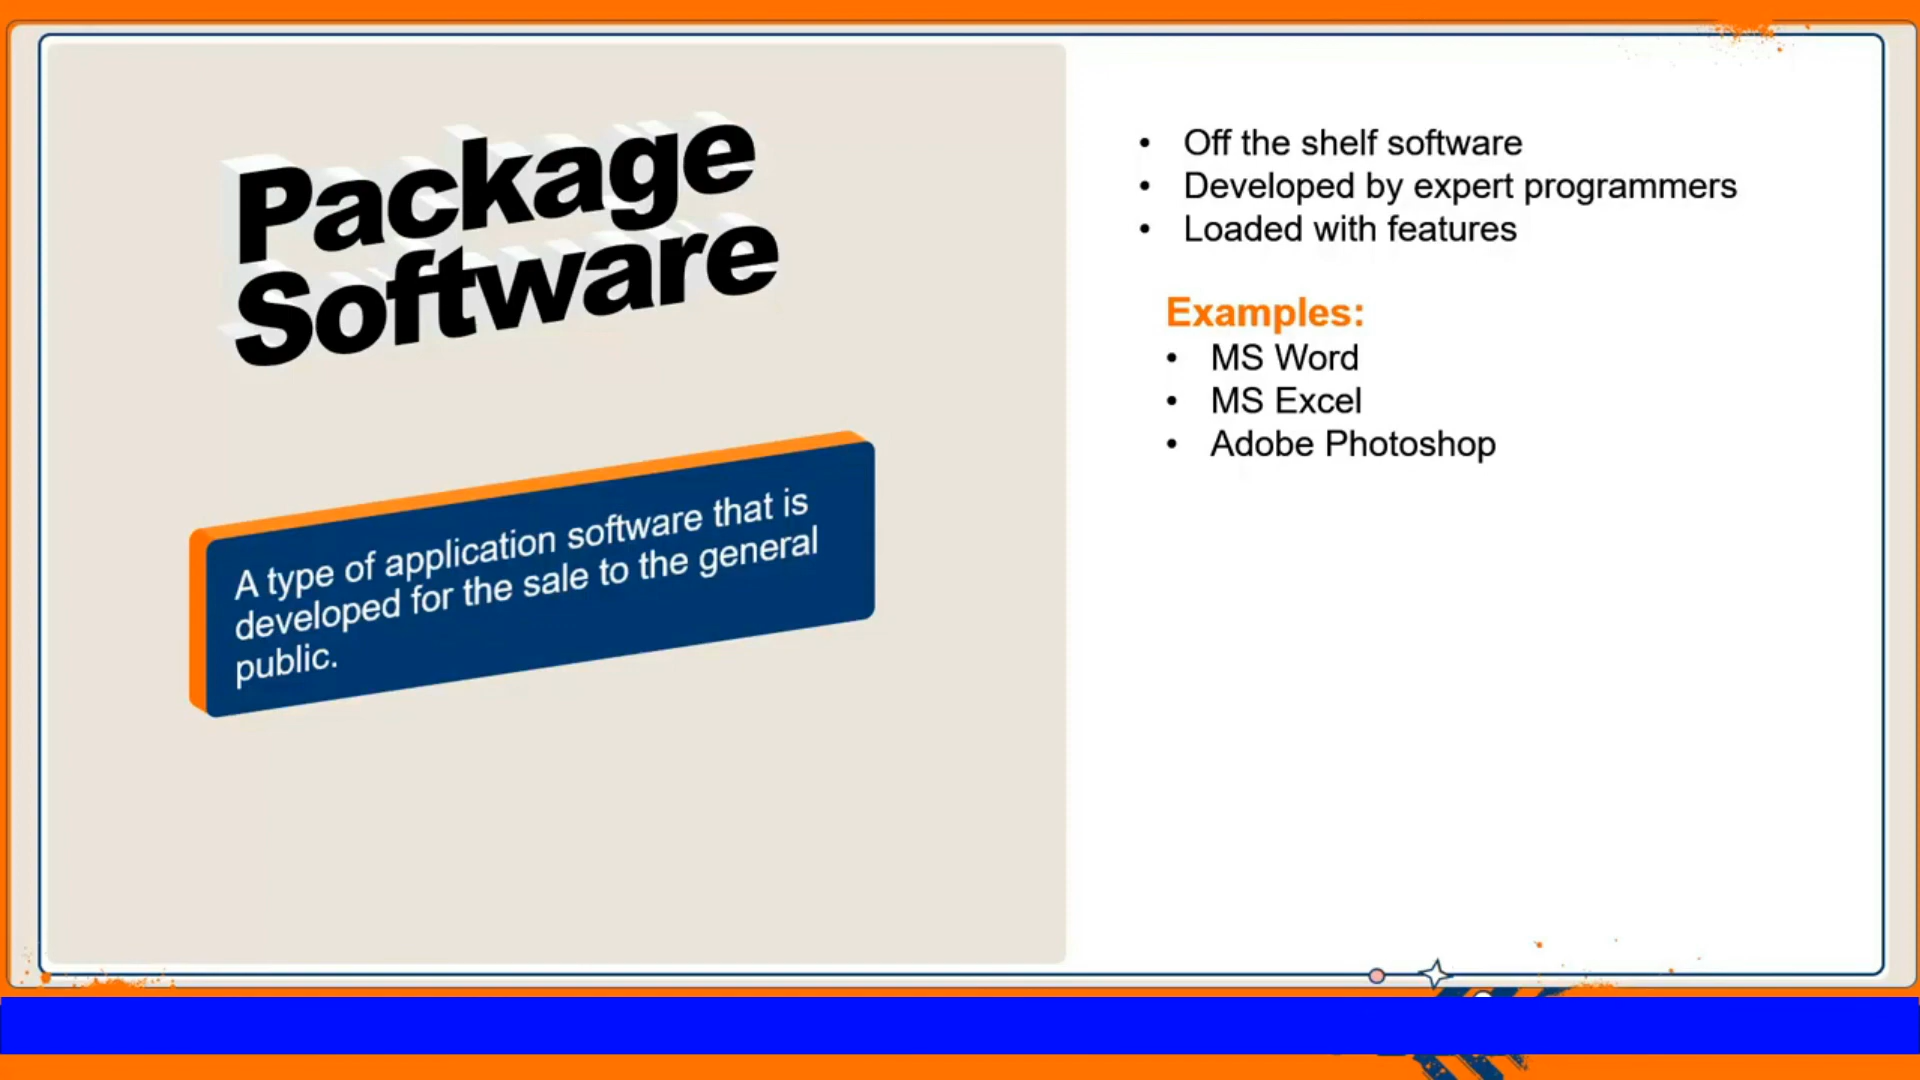 Package
Software
A type of application software that is
developed for the sale to the general
public.
• Off the shelf software
• Developed by expert programmers
• Loaded with features
Examples:
• MS Word
• MS Excel
• Adobe Photoshop